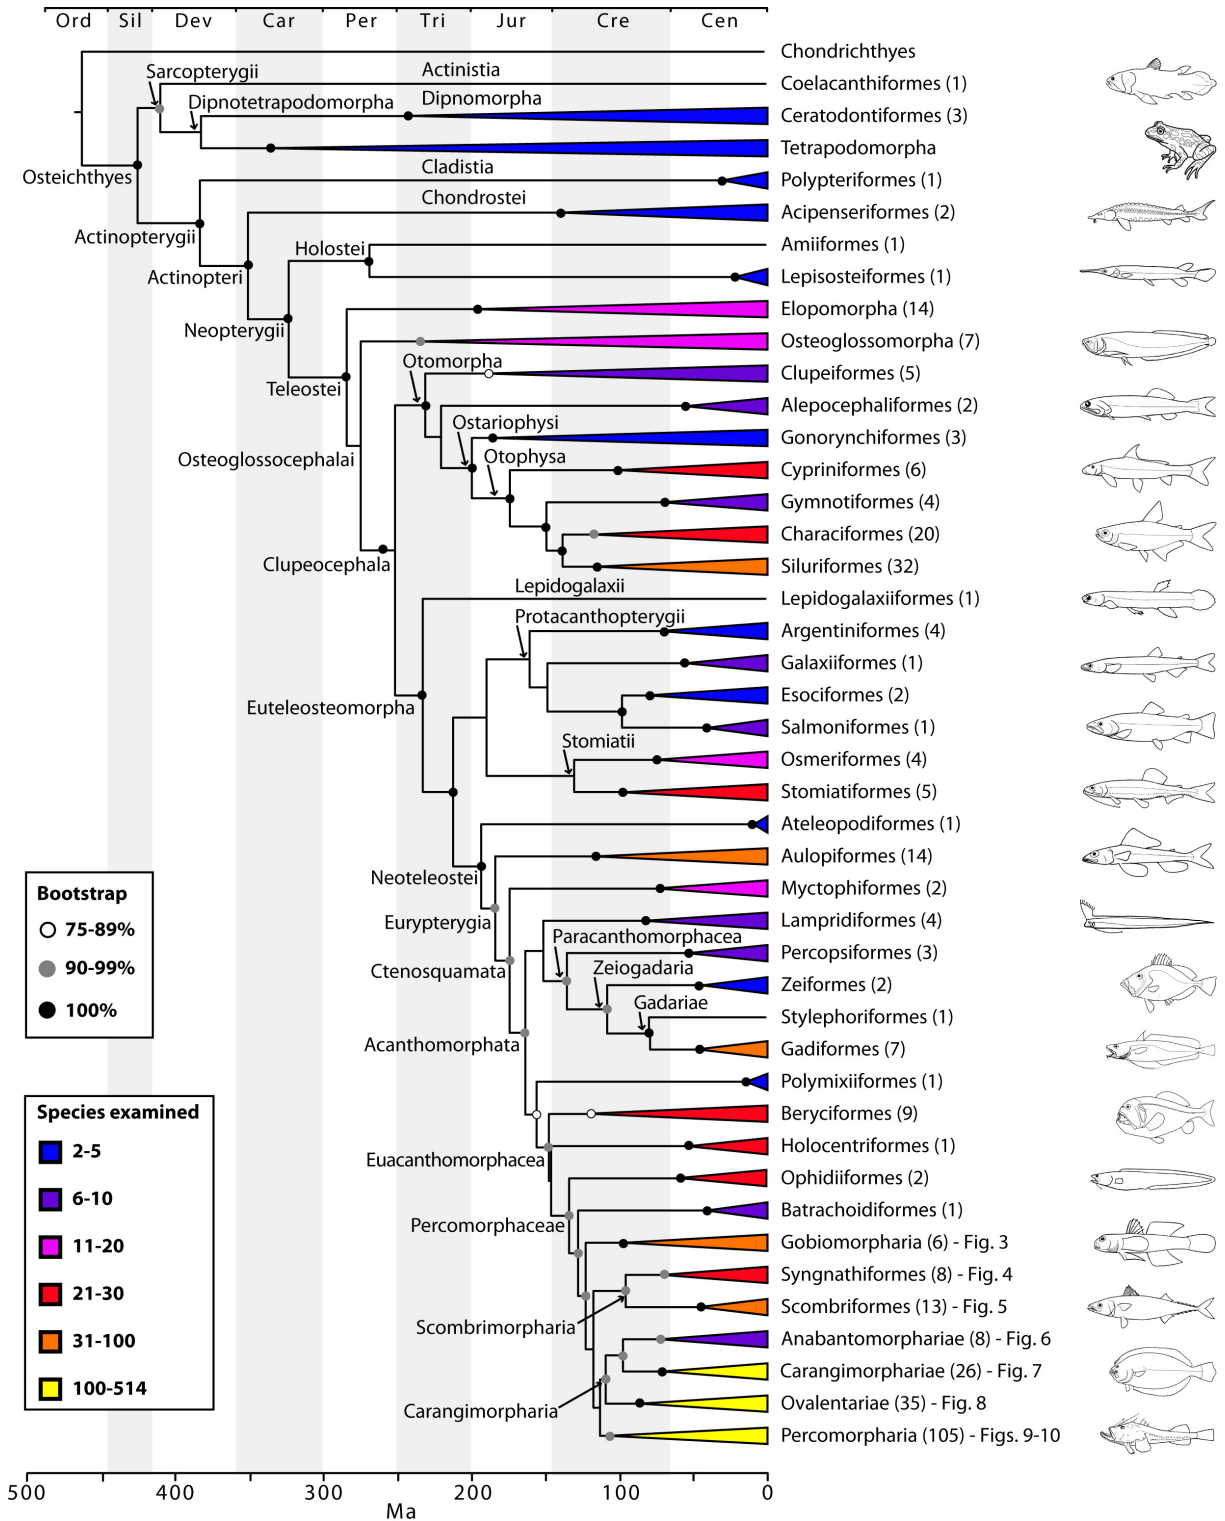 Ord Sil Dev Car Per Tri Jur Cre Cen
Chondrichthyes
Sarcopterygii
Actinistia
Coelacanthiformes (1)
Dipnotetrapodomorpha
Dipnomorpha
Ceratodontiformes (3)
Tetrapodomorpha
Osteichthyes
Cladistia
Polypteriformes (1)
Chondrostei
Acipenseriformes (2)
Actinopterygii
Holostei
Amiiformes (1)
Actinopteri
Lepisosteiformes (1)
Elopomorpha (14)
Neopterygii
Osteoglossomorpha (7)
Otomorpha
Clupeiformes (5)
Teleostei
Alepocephaliformes (2)
Ostariophysi
Gonorynchiformes (3)
Osteoglossocephalai
Otophysa
Cypriniformes (6)
Gymnotiformes (4)
Characiformes (20)
Clupeocephala
Siluriformes (32)
Lepidogalaxii
Lepidogalaxiiformes (1)
Protacanthopterygii
Argentiniformes (4)
Galaxiiformes (1)
Esociformes (2)
Euteleosteomorpha
Salmoniformes (1)
Stomiatii
Osmeriformes (4)
Stomiatiformes (5)
Ateleopodiformes (1)
Aulopiformes (14)
Neoteleostei
Myctophiformes (2)
Eurypterygia
Lampridiformes (4)
Paracanthomorphacea
Percopsiformes (3)
Ctenosquamata
Zeiogadaria
Zeiformes (2)
Gadariae
Stylephoriformes (1)
Acanthomorphata
Gadiformes (7)
Polymixiiformes (1)
Beryciformes (9)
Holocentriformes (1)
Euacanthomorphacea
Ophidiiformes (2)
Batrachoidiformes (1)
Percomorphaceae
Gobiomorpharia (6) - Fig. 3
Syngnathiformes (8) - Fig. 4
Scombriformes (13) - Fig. 5
Scombrimorpharia
Anabantomorphariae (8) - Fig. 6
Carangimorphariae (26) - Fig. 7
Ovalentariae (35) - Fig. 8
Carangimorpharia
Percomorpharia (105) - Figs. 9-10
Bootstrap
75-89%
90-99%
100%
Species examined
2-5
6-10
11-20
21-30
31-100
100-514
500 400 300 200 100 0
Ma